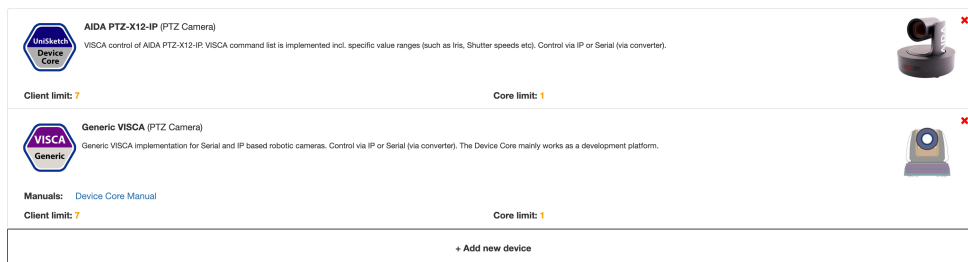 AIDA PTZ-X12-IP (PTZ Camera)
UniSketch
Device
Core
VISCA control of AIDA PTZ-X12-IP. VISCA command list is implemented incl. specific value ranges (such as Iris, Shutter speeds etc). Control via IP or Serial (via converter).
AIDA
Client limit: 7 Core limit: 1
Generic VISCA (PTZ Camera)
VISCA
Generic
Generic VISCA implementation for Serial and IP based robotic cameras. Control via IP or Serial (via converter). The Device Core mainly works as a development platform.
Manuals: Device Core Manual
Client limit: 7 Core limit: 1
+ Add new device